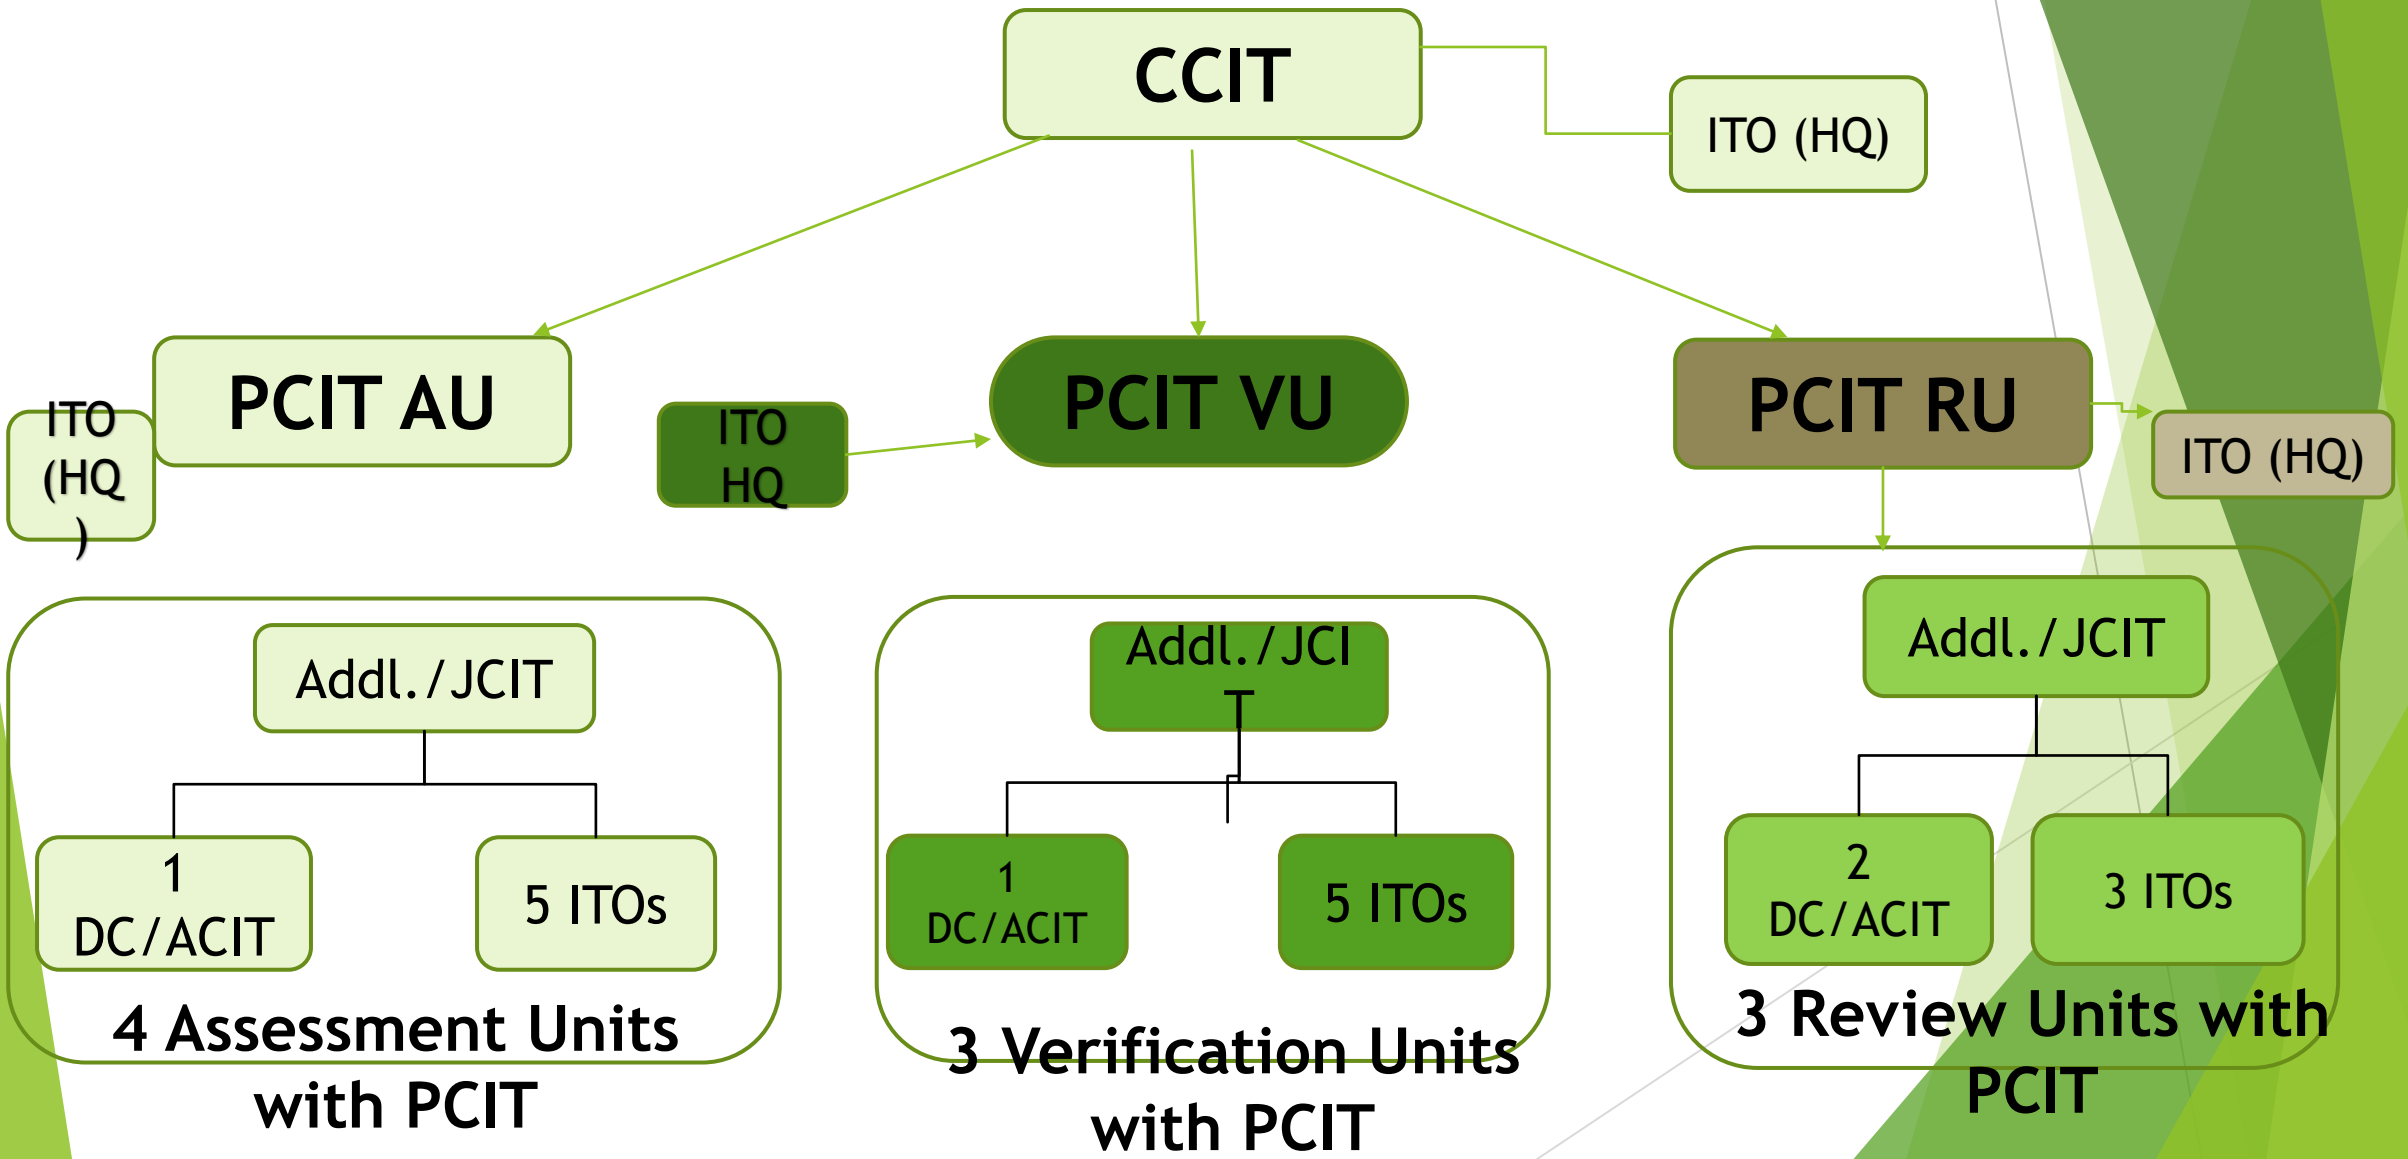 CCIT
ITO (HQ)
PCIT AU
ITO
(HQ
)
PCIT VU
ITO
HQ
PCIT RU
ITO (HQ)
Addl./JCIT
1
DC/ACIT
5 ITOs
4 Assessment Units
with PCIT
Addl./JCI
T
1
DC/ACIT
5 ITOs
3 Verification Units
with PCIT
Addl./JCIT
2
DC/ACIT
3 ITOs
3 Review Units with
PCIT